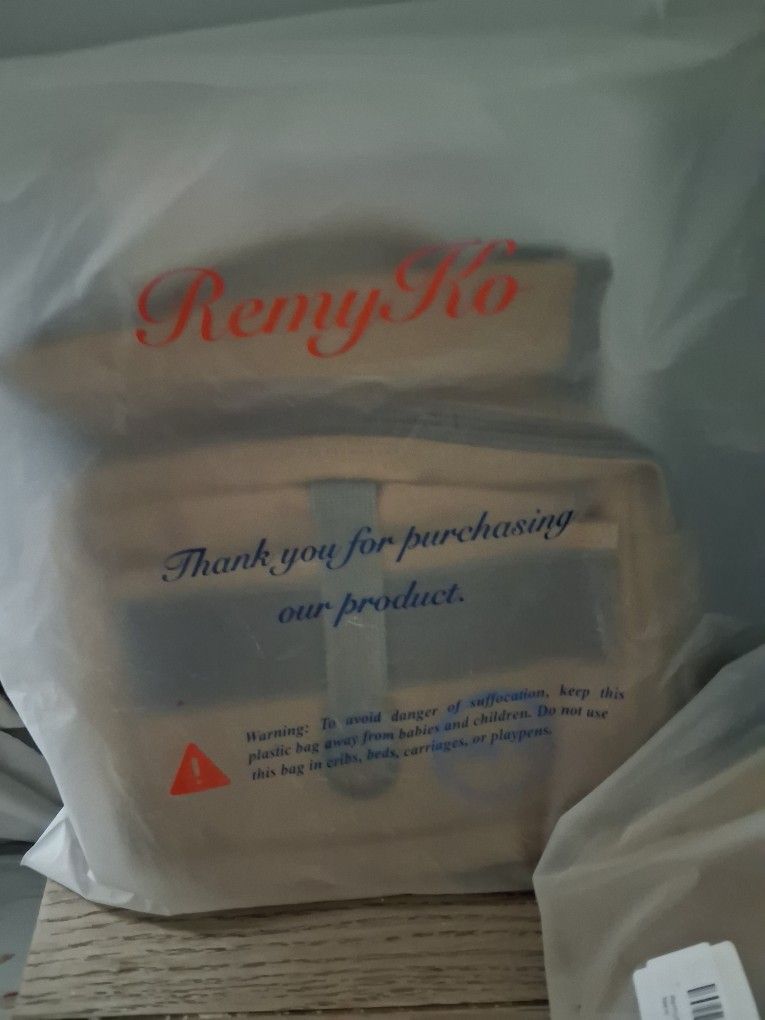 RemyKo
Thank you for purchasing
our product.
Warning: To avoid danger of suffocation, keep this
plastic bag away from babies and children. Do not use
this bag in cribs, beds, carriages, or playpens.